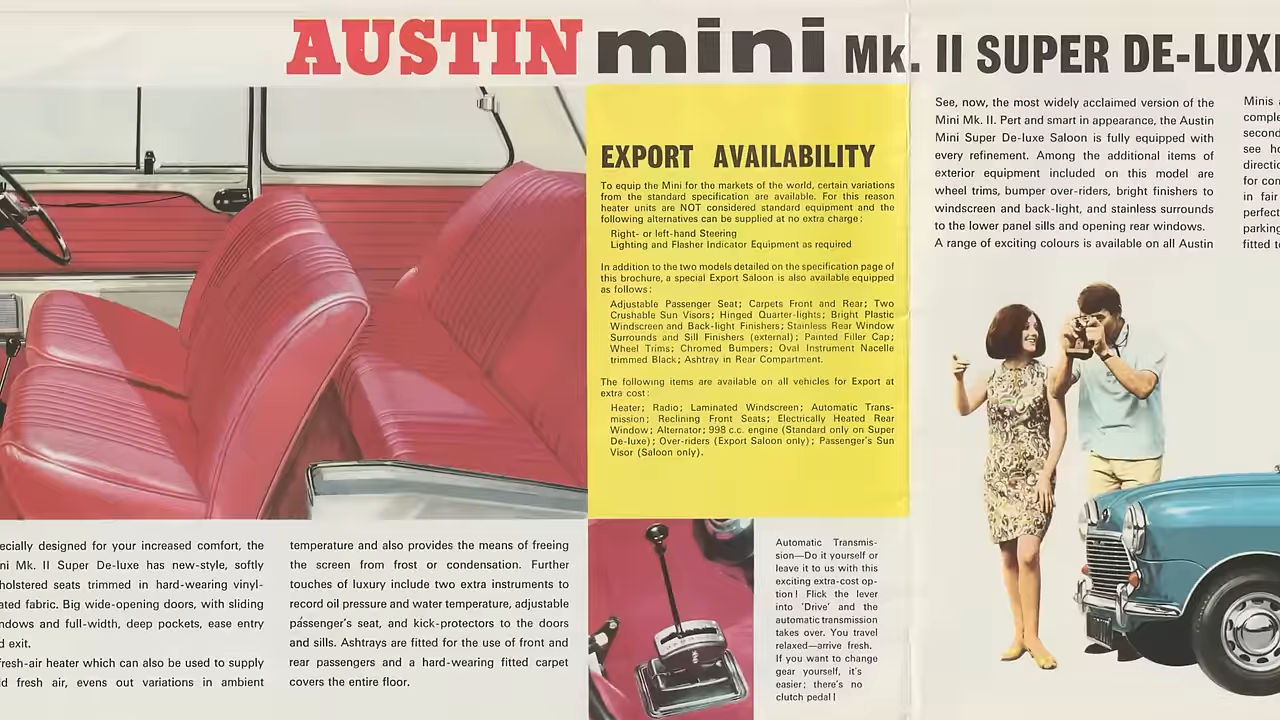 AUSTIN mini Mk. II SUPER DE-LUX
EXPORT AVAILABILITY
To equip the Mini for the markets of the world, certain variations
from the standard specification are available. For this reason
heater units are NOT considered standard equipment and the
following alternatives can be supplied at no extra charge:
Right- or left-hand Steering
Lighting and Flasher Indicator Equipment as required
In addition to the two models detailed on the specification page of
this brochure, a special Export Saloon is also available equipped
as follows:
Adjustable Passenger Seat; Carpets Front and Rear; Two
Crushable Sun Visors; Hinged Quarter-lights; Bright Plastic
Windscreen and Back-light Finishers; Stainless Rear Window
Surrounds and Sill Finishers (external); Painted Filler Cap;
Wheel Trims; Chromed Bumpers; Oval Instrument Nacelle
trimmed Black; Ashtray in Rear Compartment.
The following items are available on all vehicles for Export at
extra cost:
Heater; Radio; Laminated Windscreen; Automatic Trans-
mission; Reclining Front Seats; Electrically Heated Rear
Window; Alternator; 998 c.c. engine (Standard only on Super
De-luxe); Over-riders (Export Saloon only); Passenger's Sun
Visor (Saloon only).
See, now, the most widely acclaimed version of the
Mini Mk. II. Pert and smart in appearance, the Austin
Mini Super De-luxe Saloon is fully equipped with
every refinement. Among the additional items of
exterior equipment included on this model are
wheel trims, bumper over-riders, bright finishers to
windscreen and back-light, and stainless surrounds
to the lower panel sills and opening rear windows.
A range of exciting colours is available on all Austin
Minis
comple
second
see ho
directi
for con
in fair
perfect
parking
fitted
ecially designed for your increased comfort, the
ni Mk. II Super De-luxe has new-style, softly
holstered seats trimmed in hard-wearing vinyl-
ated fabric. Big wide-opening doors, with sliding
ndows and full-width, deep pockets, ease entry
d exit.
fresh-air heater which can also be used to supply
ld fresh air, evens out variations in ambient
temperature and also provides the means of freeing
the screen from frost or condensation. Further
touches of luxury include two extra instruments to
record oil pressure and water temperature, adjustable
passenger's seat, and kick-protectors to the doors
and sills. Ashtrays are fitted for the use of front and
rear passengers and a hard-wearing fitted carpet
covers the entire floor.
Automatic Transmis-
sion—Do it yourself or
leave it to us with this
exciting extra-cost op-
tion! Flick the lever
into 'Drive' and the
automatic transmission
takes over. You travel
relaxed—arrive fresh.
If you want to change
gear yourself, it's
easier; there's no
clutch pedal!